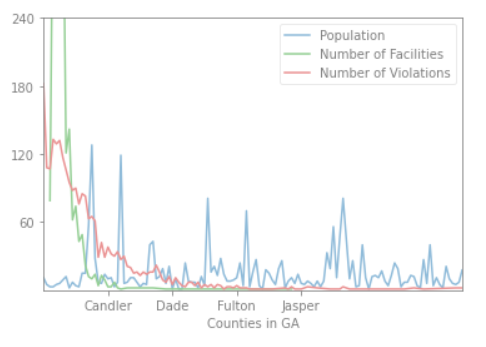 240
180
120
60
Population
Number of Facilities
Number of Violations
Candler Dade Fulton Jasper
Counties in GA